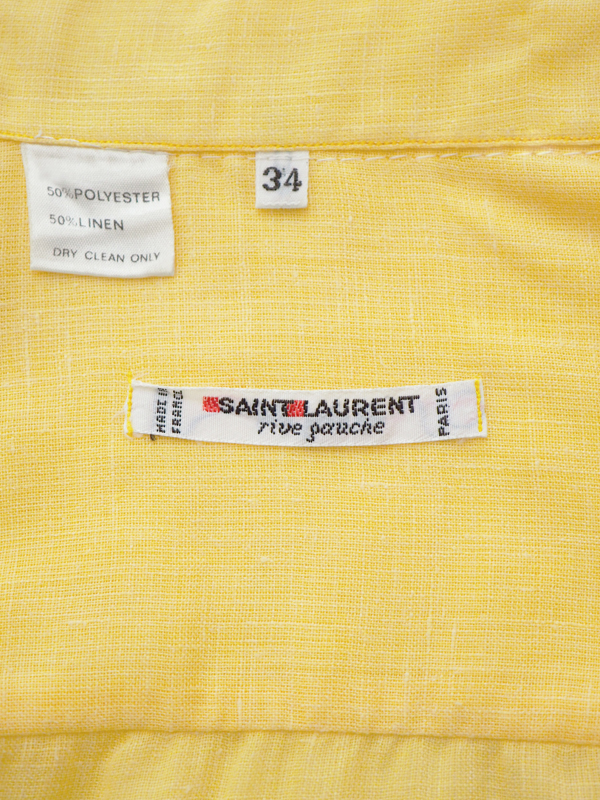 50% POLYESTER
50% LINEN
DRY CLEAN ONLY
34
MADE IN
FRANCE
SAINT LAURENT
rive gauche
PARIS